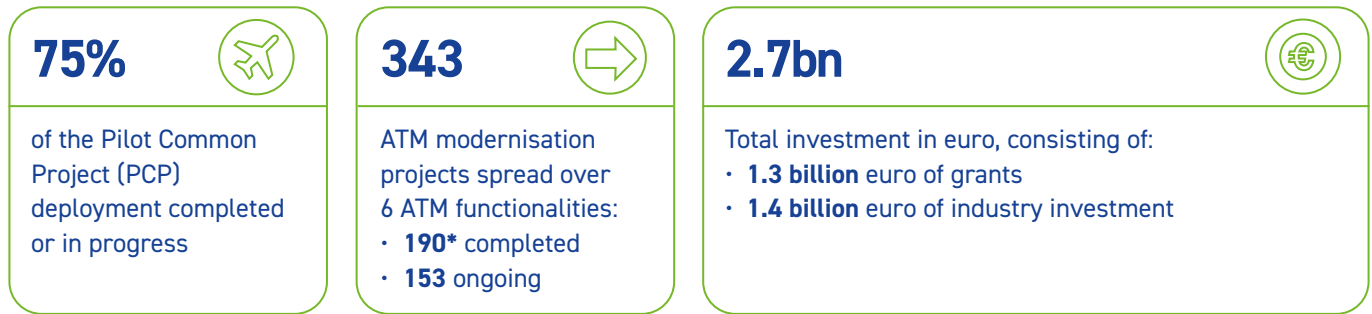 75%
of the Pilot Common
Project (PCP)
deployment completed
or in progress
343
ATM modernisation
projects spread over
6 ATM functionalities:
• 190* completed
• 153 ongoing
2.7bn
Total investment in euro, consisting of:
• 1.3 billion euro of grants
• 1.4 billion euro of industry investment